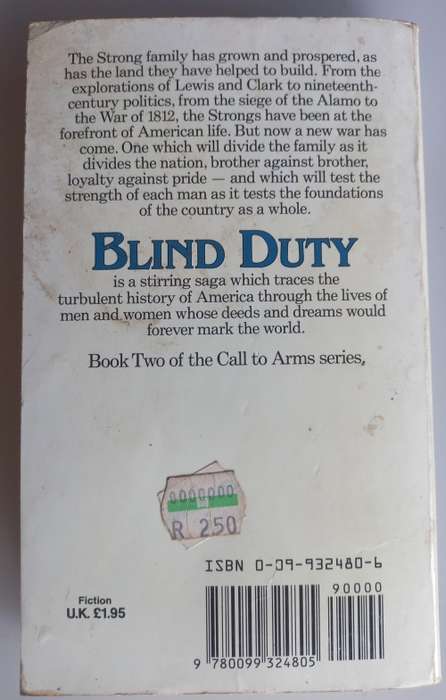 The Strong family has grown and prospered, as
has the land they have helped to build. From the
explorations of Lewis and Clark to nineteenth-
century politics, from the siege of the Alamo to
the War of 1812, the Strongs have been at the
forefront of American life. But now a new war has
come. One which will divide the family as it
divides the nation, brother against brother,
loyalty against pride — and which will test the
strength of each man as it tests the foundations
of the country as a whole.
BLIND DUTY
is a stirring saga which traces the
turbulent history of America through the lives of
men and women whose deeds and dreams would
forever mark the world.
Book Two of the Call to Arms series.
0000000
R 2.50
ISBN 0-09-932480-6
90000
Fiction
U.K. £1.95
9 780099 324805